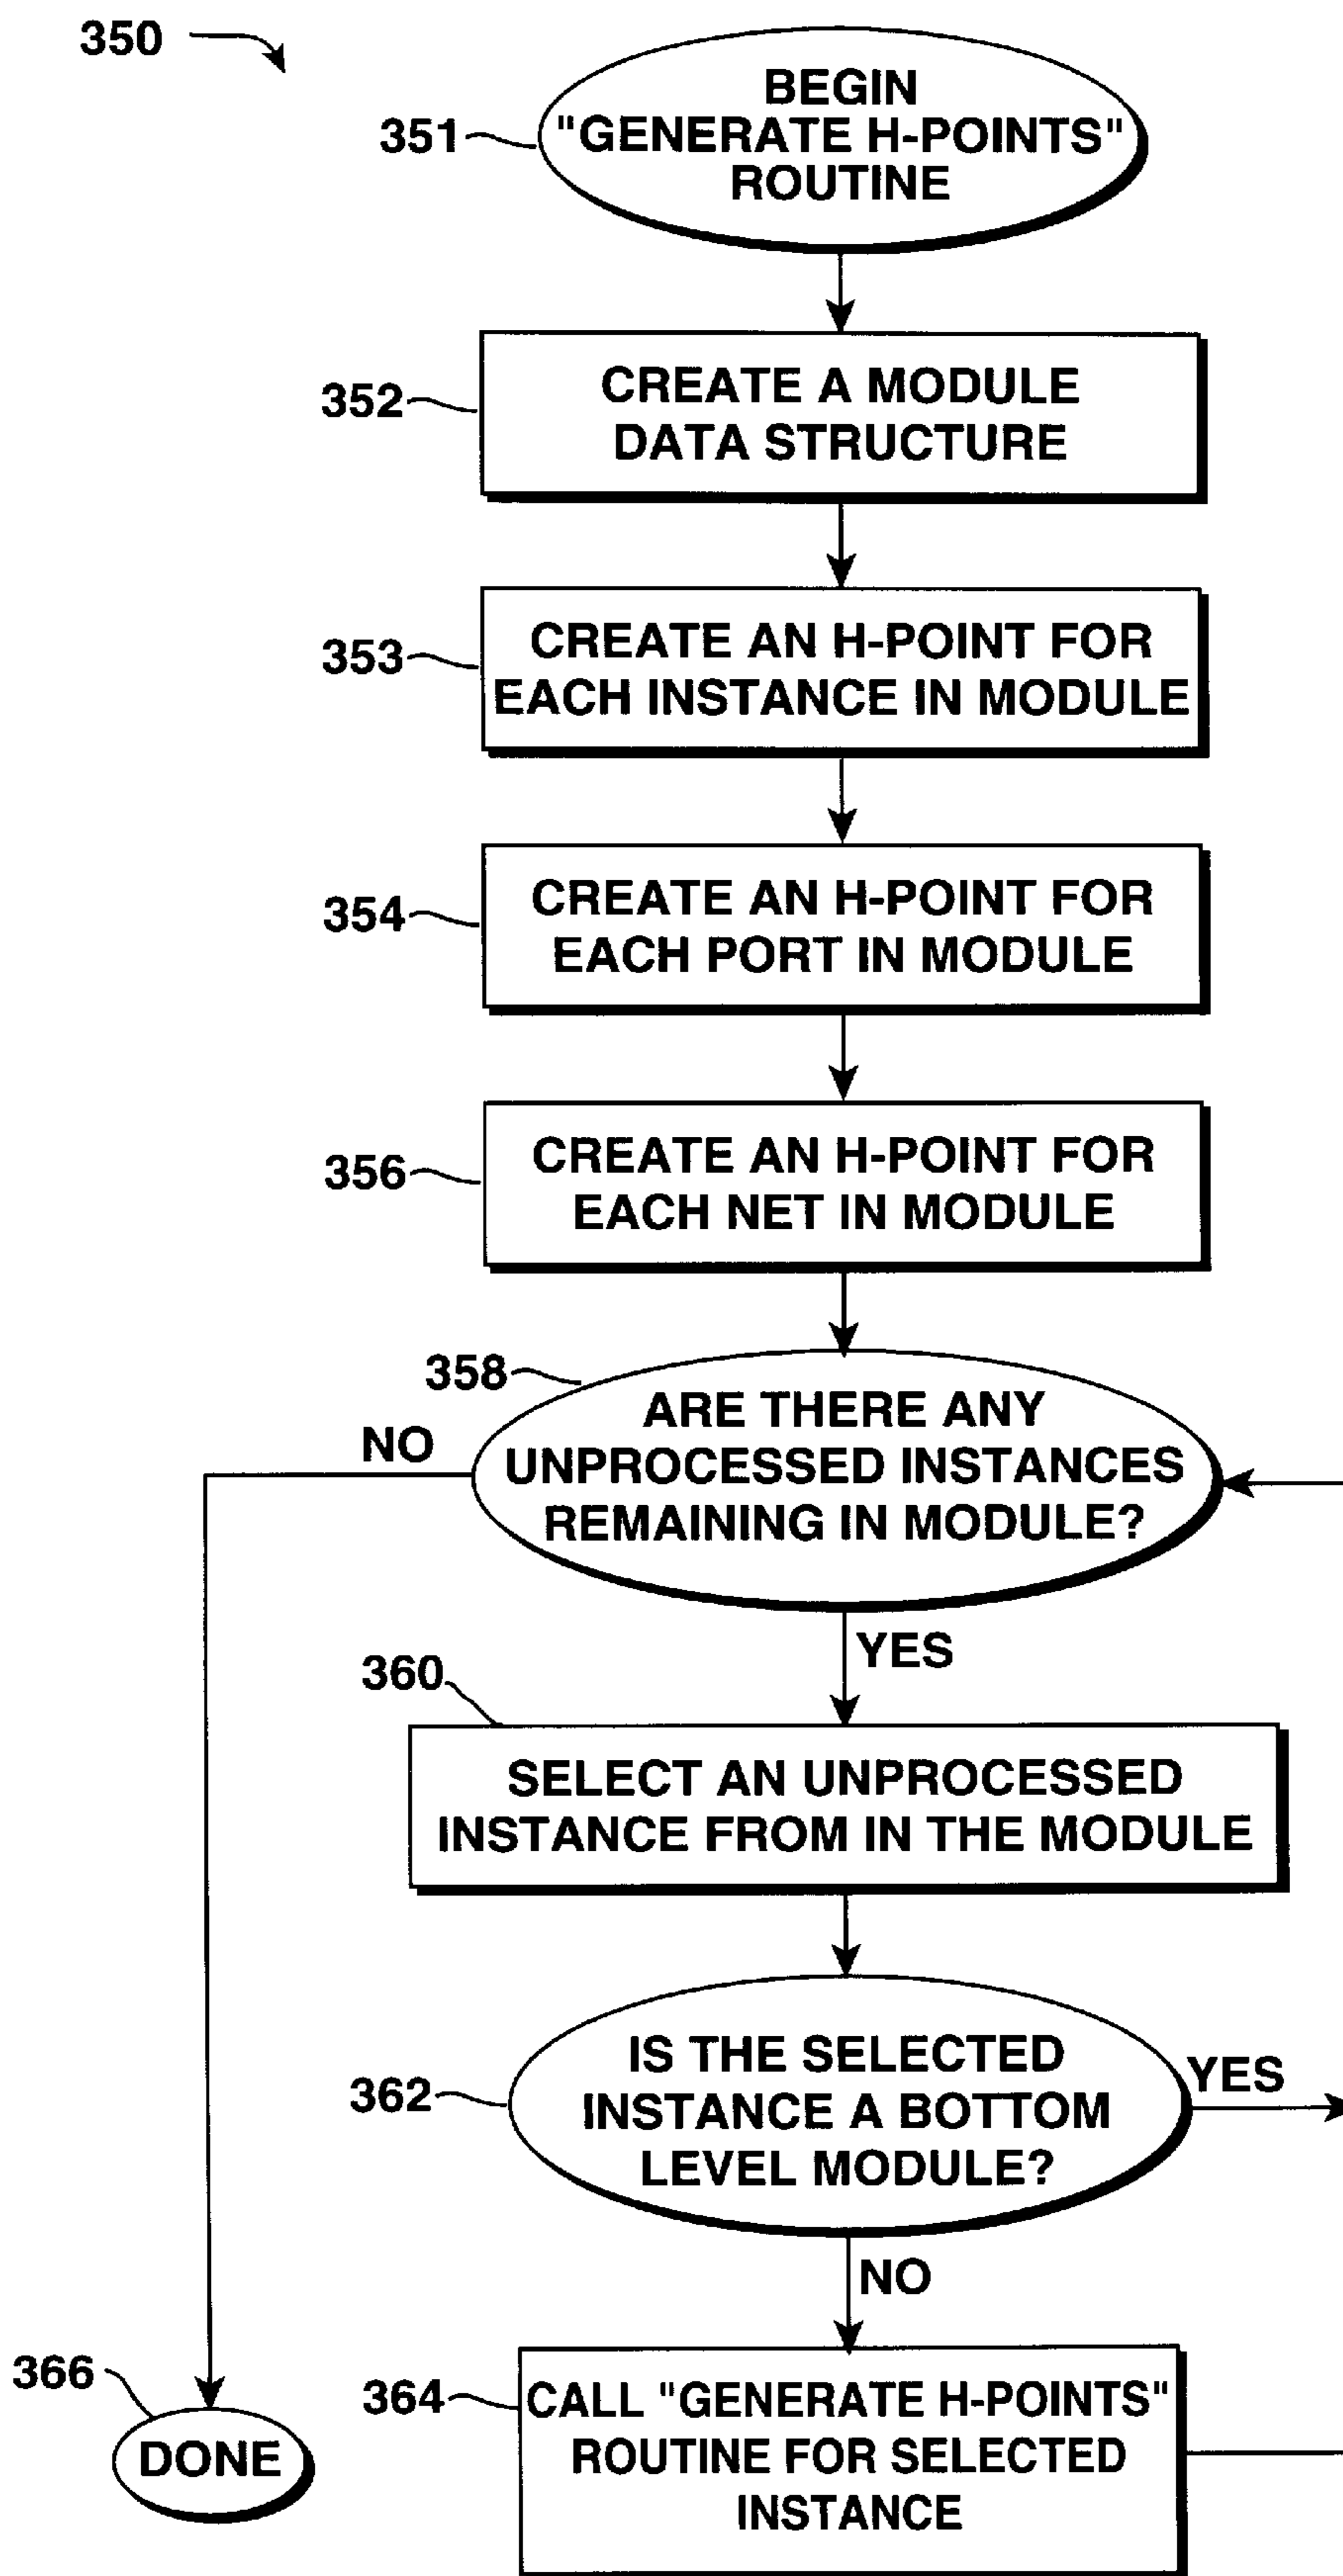 350
351
BEGIN
"GENERATE H-POINTS"
ROUTINE
352
CREATE A MODULE
DATA STRUCTURE
353
CREATE AN H-POINT FOR
EACH INSTANCE IN MODULE
354
CREATE AN H-POINT FOR
EACH PORT IN MODULE
356
CREATE AN H-POINT FOR
EACH NET IN MODULE
358
ARE THERE ANY
UNPROCESSED INSTANCES
REMAINING IN MODULE?
NO
YES
360
SELECT AN UNPROCESSED
INSTANCE FROM IN THE MODULE
362
IS THE SELECTED
INSTANCE A BOTTOM
LEVEL MODULE?
YES
NO
364
CALL "GENERATE H-POINTS"
ROUTINE FOR SELECTED
INSTANCE
366
DONE